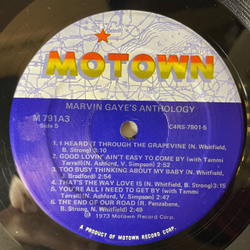 MOTOWN
MARVIN GAYE'S ANTHOLOGY
M 791A3
Side 5
C4RS-7901-5
1. I HEARD IT THROUGH THE GRAPEVINE (N. Whitfield,
B. Strong) 3:10
2. GOOD LOVIN' AIN'T EASY TO COME BY (with Tammi
Terrell) (N. Ashford, V. Simpson) 2:52
3. TOO BUSY THINKING ABOUT MY BABY (N. Whitfield,
J. Bradford) 2:53
4. THAT'S THE WAY LOVE IS (N. Whitfield, B. Strong) 3:15
5. YOU'RE ALL I NEED TO GET BY (with Tammi
Terrell) (N. Ashford, V. Simpson) 2:48
6. THE END OF OUR ROAD (R. Penzabene,
N. Whitfield, B. Strong) 2:49
© 1973 Motown Record Corp.
A PRODUCT OF MOTOWN RECORD CORP.